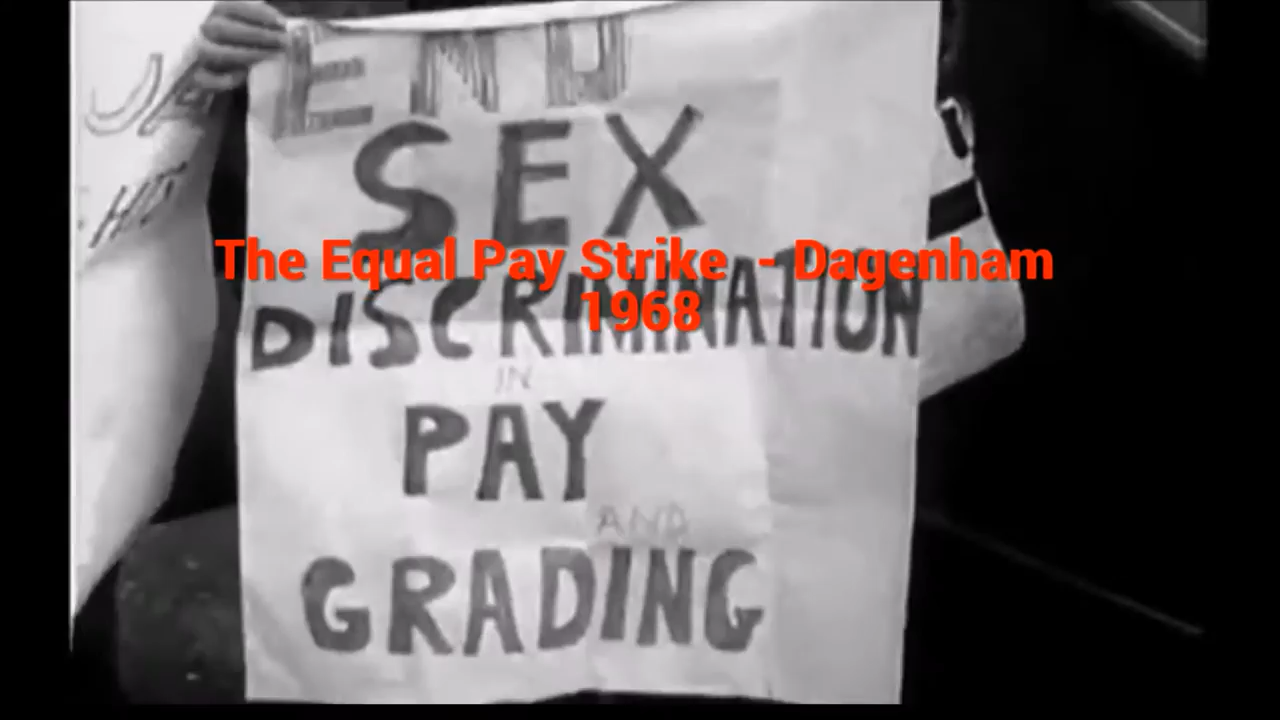 END
SEX
The Equal Pay Strike - Dagenham
1968
DISCRIMINATION
IN
PAY
AND
GRADING